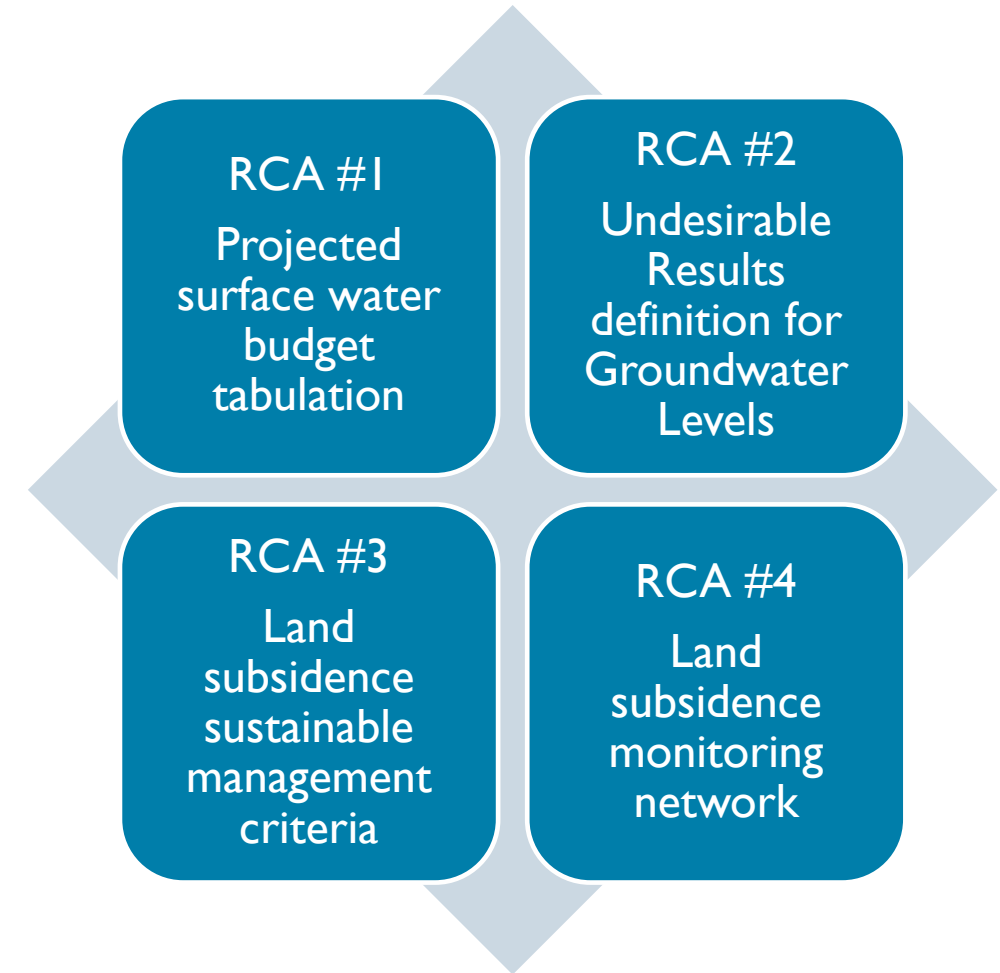 RCA #1
Projected
surface water
budget
tabulation
RCA #2
Undesirable
Results
definition for
Groundwater
Levels
RCA #3
Land
subsidence
sustainable
management
criteria
RCA #4
Land
subsidence
monitoring
network